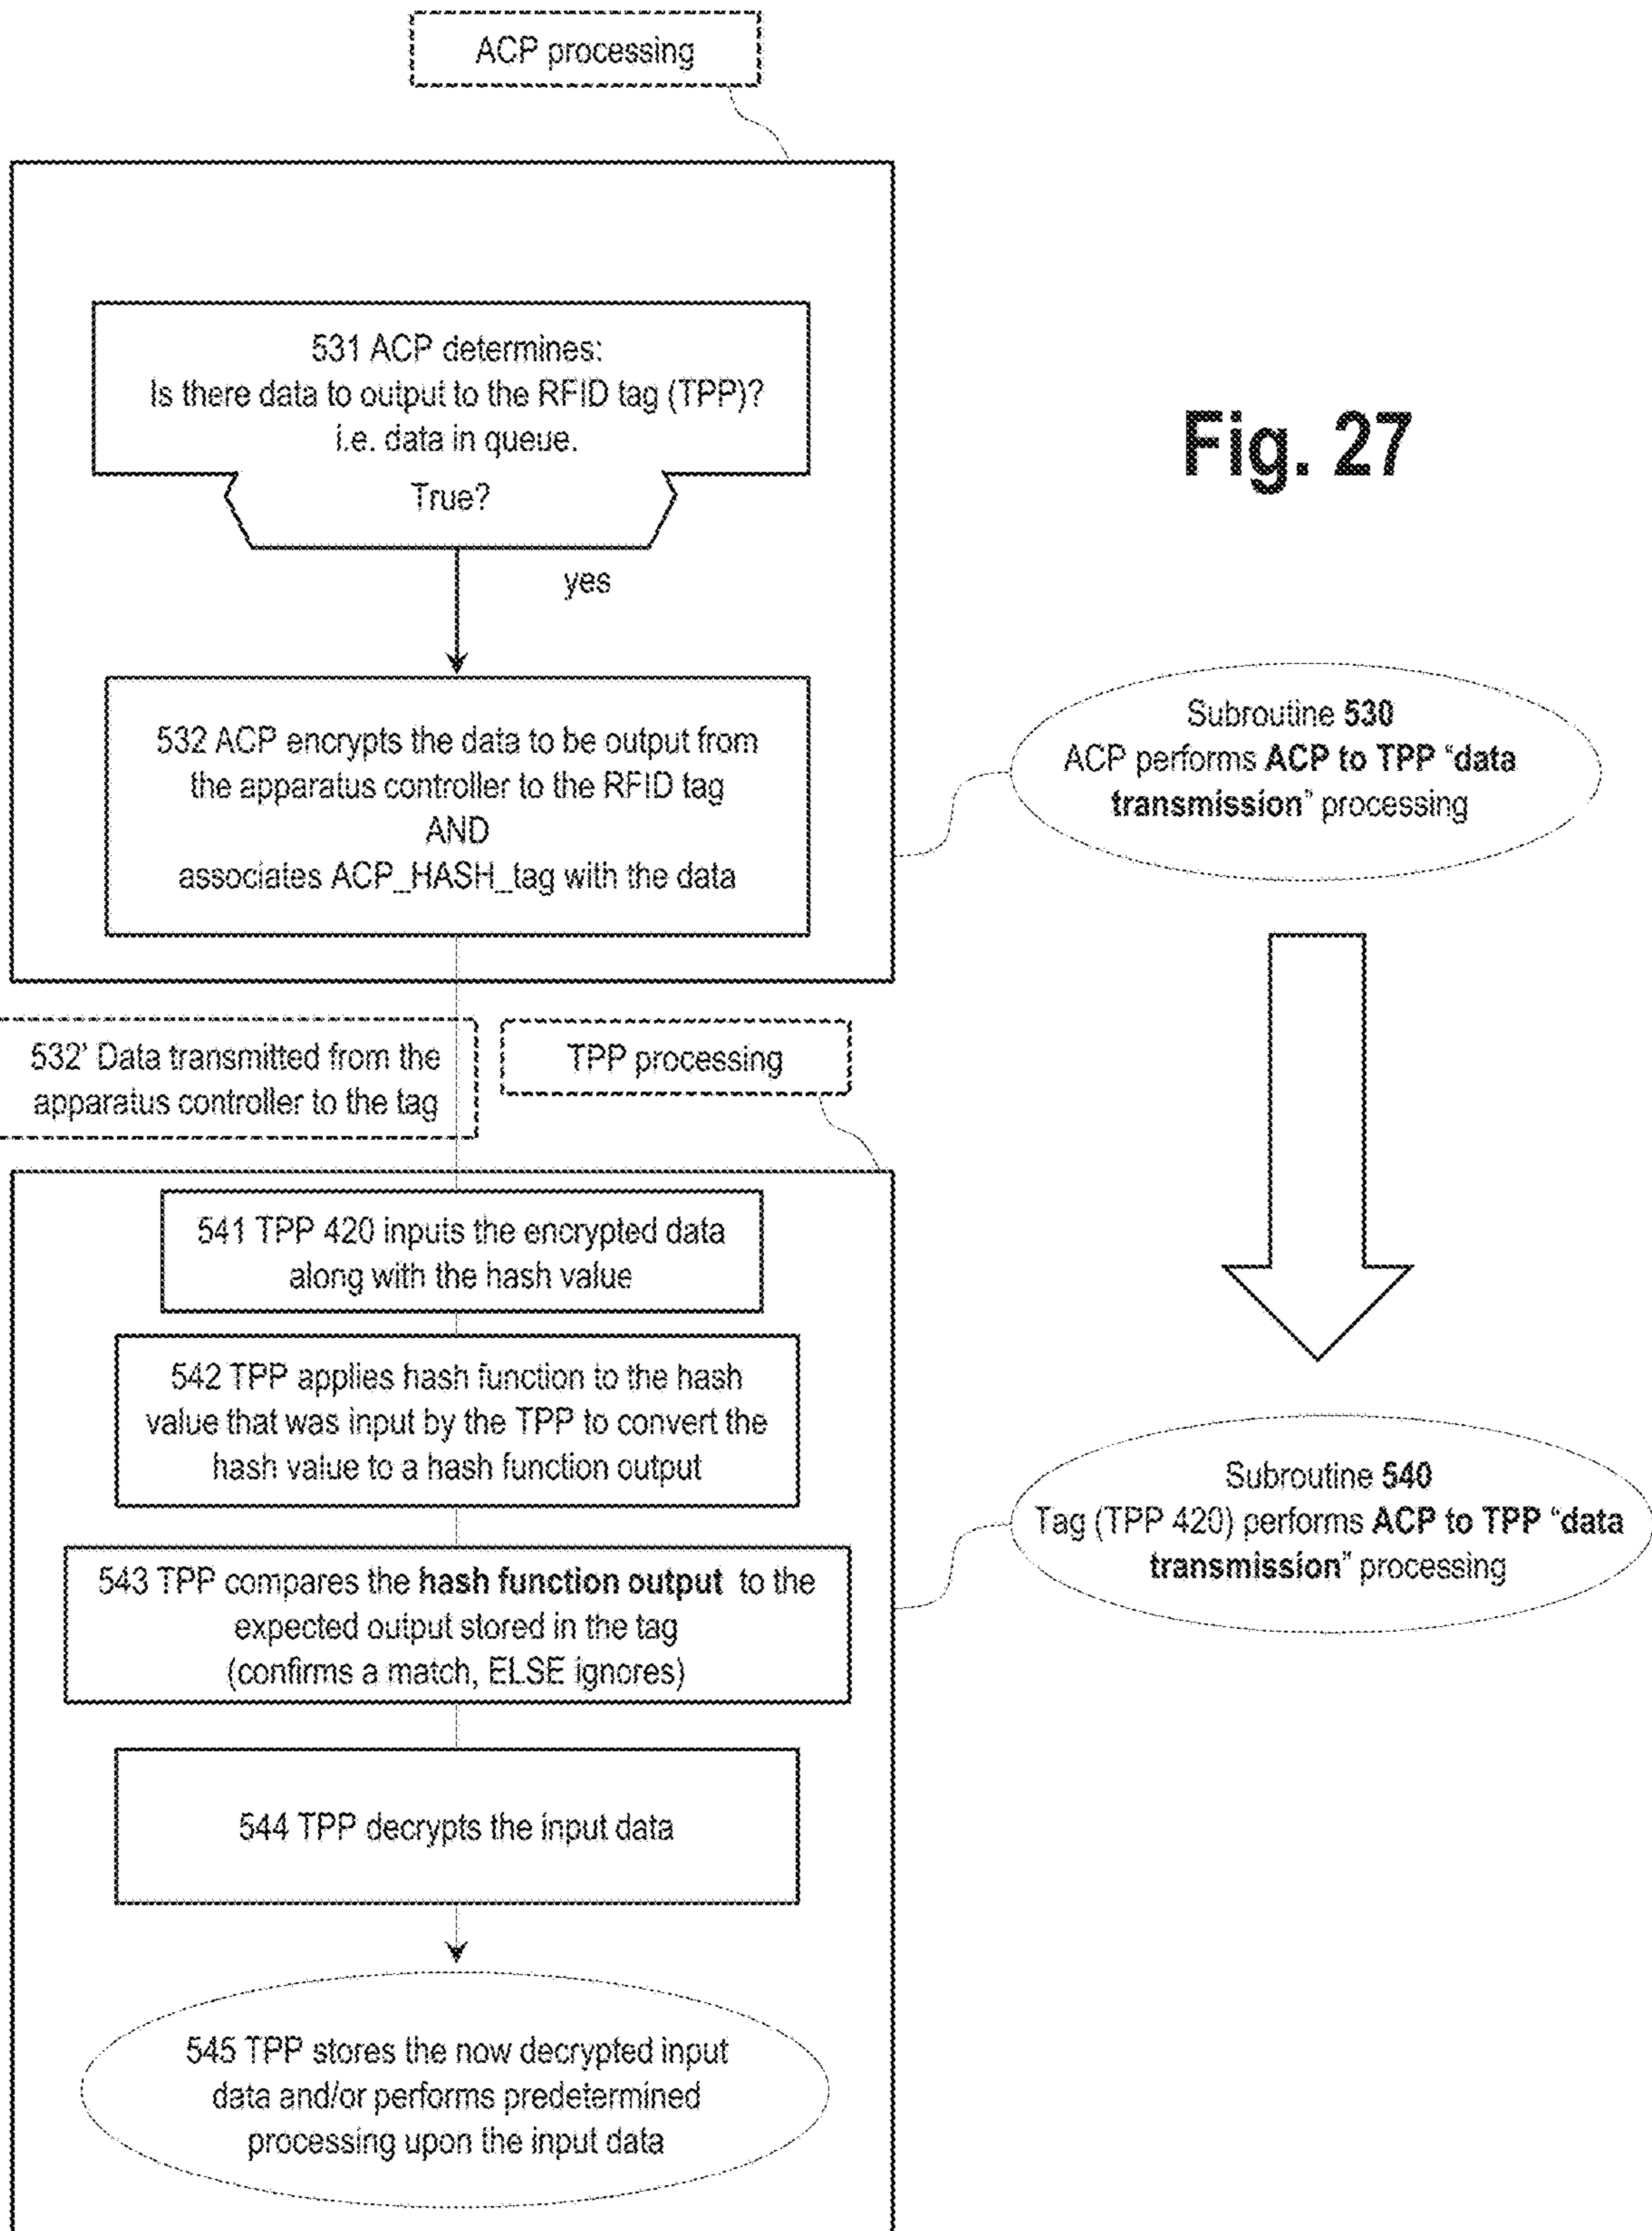 ACP processing
531 ACP determines:
Is there data to output to the RFID tag (TPP)?
i.e. data in queue.
True?
yes
Fig. 27
532 ACP encrypts the data to be output from
the apparatus controller to the RFID tag
AND
associates ACP_HASH_tag with the data
Subroutine 530
ACP performs ACP to TPP “data
transmission” processing
532’ Data transmitted from the
apparatus controller to the tag
TPP processing
541 TPP 420 inputs the encrypted data
along with the hash value
542 TPP applies hash function to the hash
value that was input by the TPP to convert the
hash value to a hash function output
543 TPP compares the hash function output to the
expected output stored in the tag
(confirms a match, ELSE ignores)
Subroutine 540
Tag (TPP 420) performs ACP to TPP “data
transmission” processing
544 TPP decrypts the input data
545 TPP stores the now decrypted input
data and/or performs predetermined
processing upon the input data